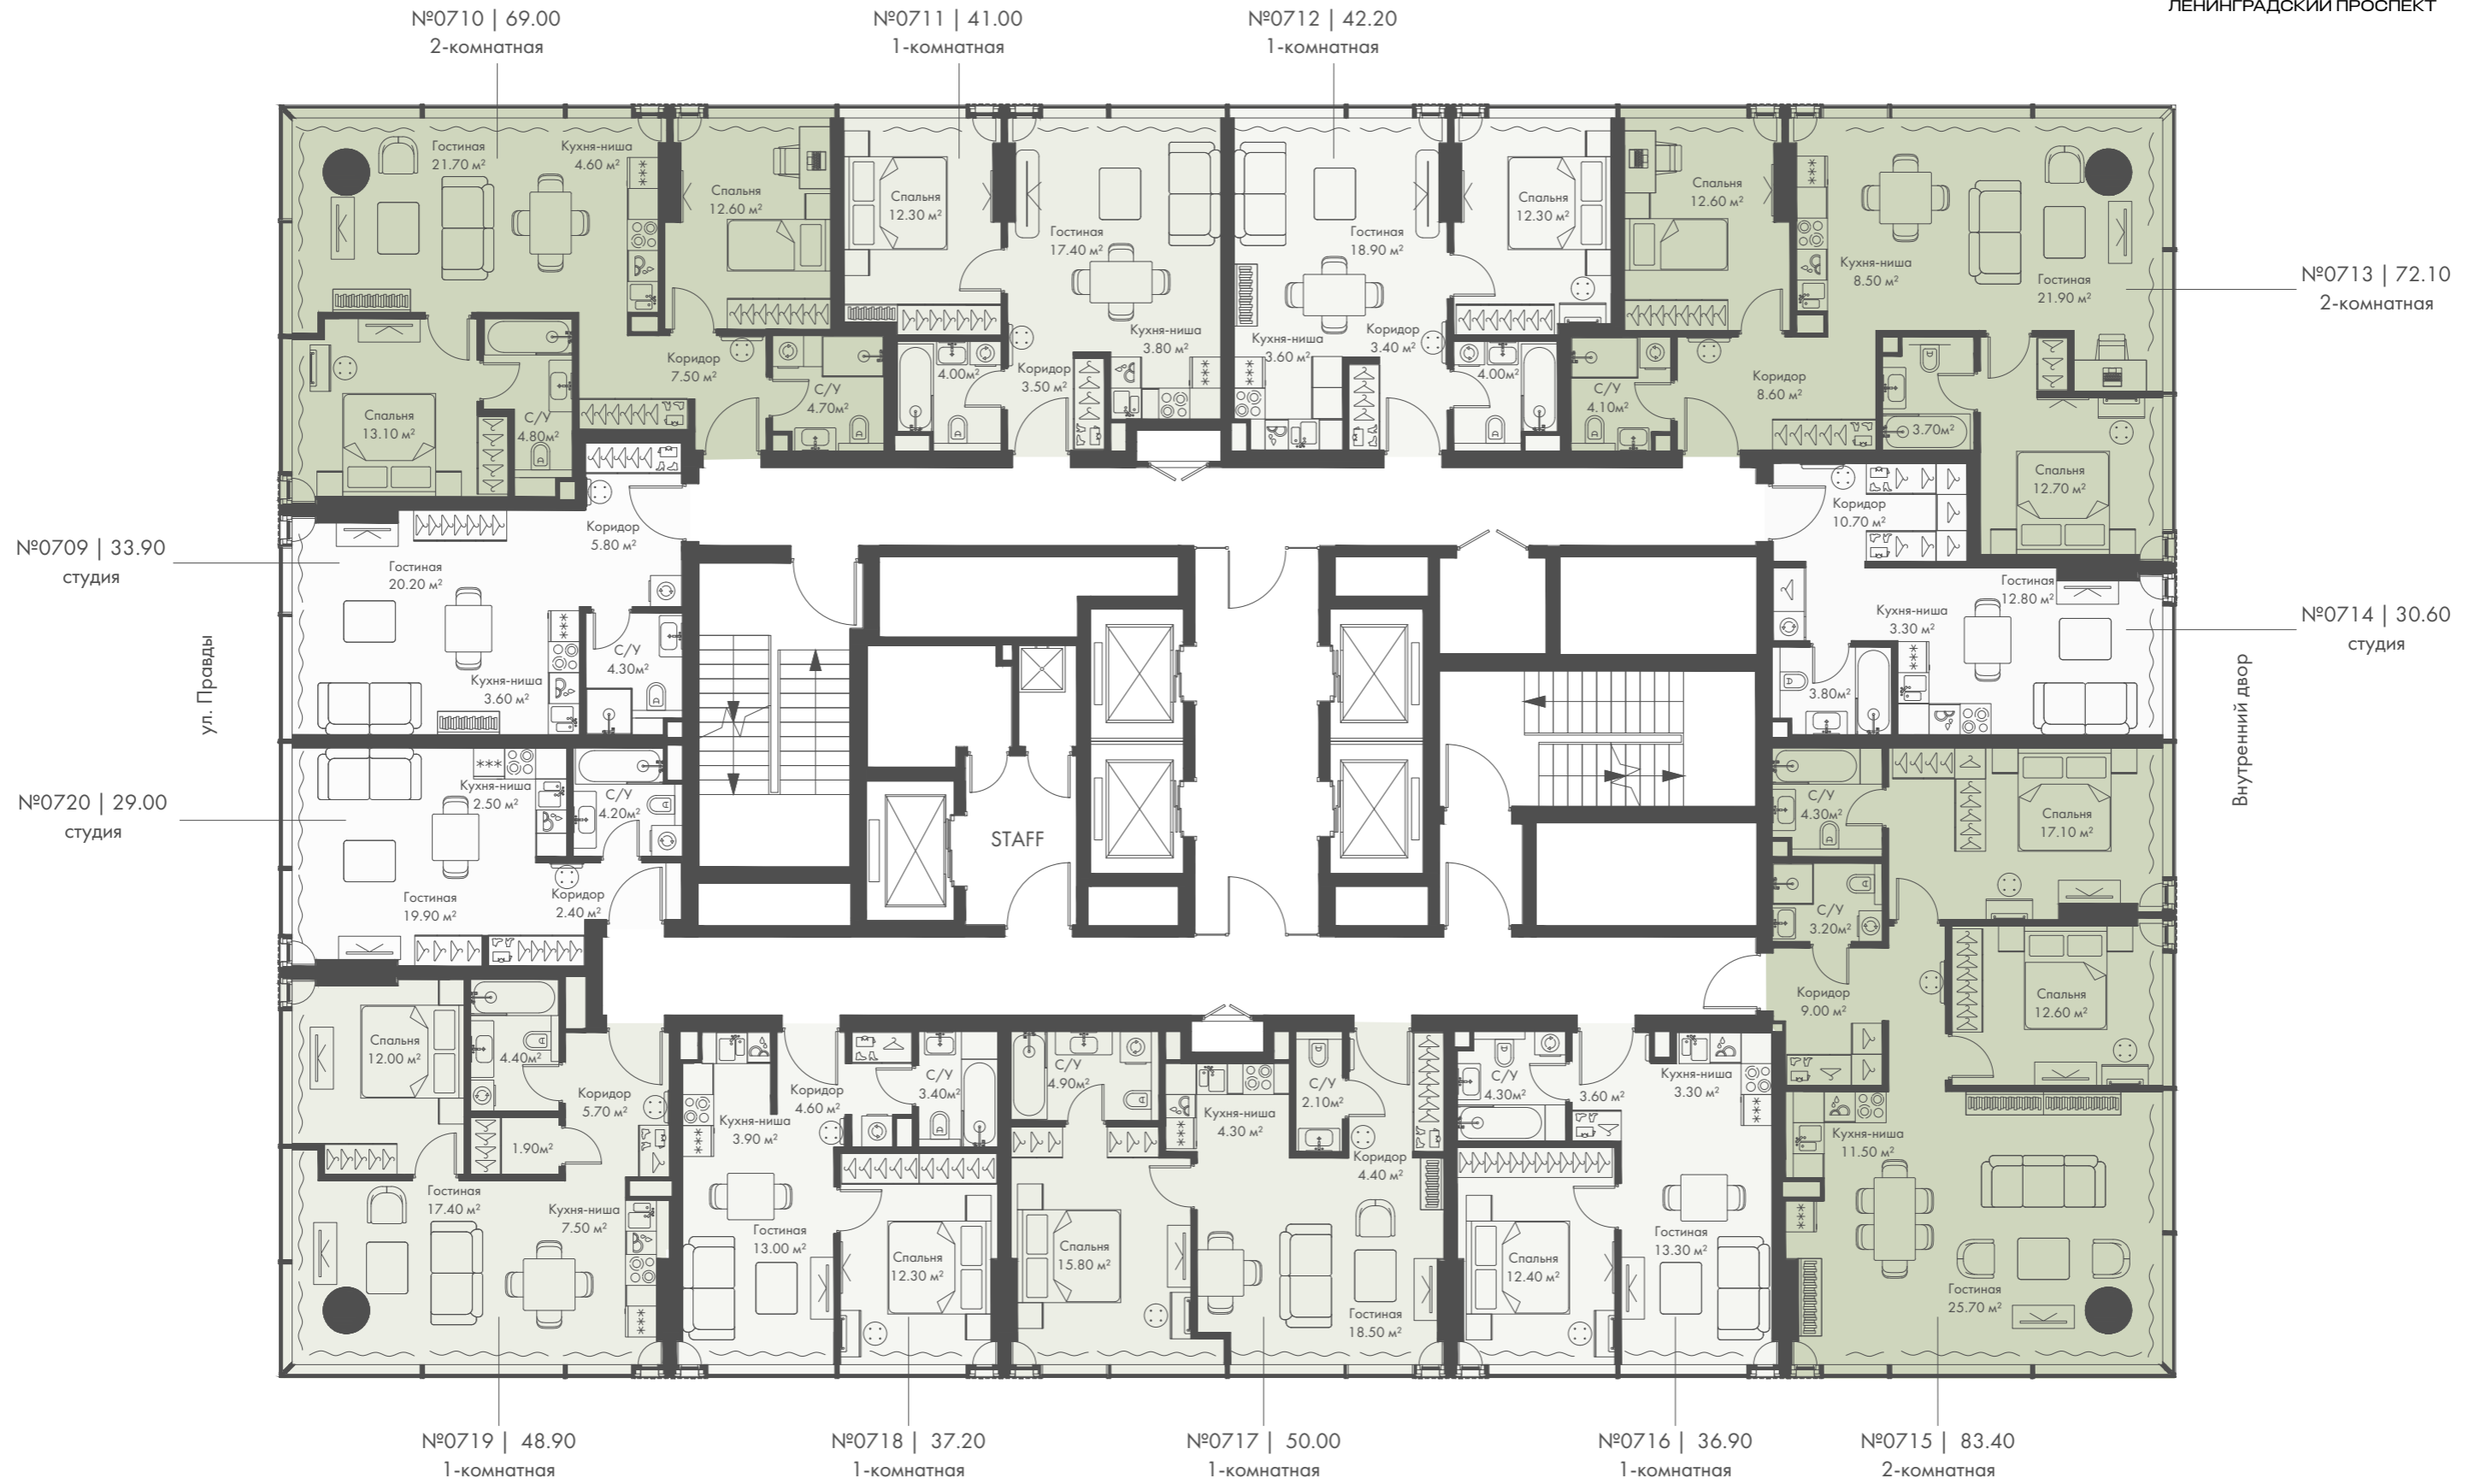 ЛЕНИНГРАДСКИЙ ПРОСПЕКТ
№0710 | 69.00
2-комнатная
№0711 | 41.00
1-комнатная
№0712 | 42.20
1-комнатная
Гостиная
21.70 м²
Кухня-ниша
4.60 м²
Спальня
12.60 м²
Спальня
13.10 м²
С/У
4.80м²
Коридор
7.50 м²
С/У
4.70м²
Спальня
12.30 м²
Гостиная
17.40 м²
Кухня-ниша
3.80 м²
4.00м²
Коридор
3.50 м²
Гостиная
18.90 м²
Спальня
12.30 м²
Кухня-ниша
3.60 м²
Коридор
3.40 м²
4.00м²
Спальня
12.60 м²
Кухня-ниша
8.50 м²
Гостиная
21.90 м²
С/У
4.10м²
Коридор
8.60 м²
3.70м²
Спальня
12.70 м²
№0713 | 72.10
2-комнатная
№0709 | 33.90
студия
Коридор
5.80 м²
Гостиная
20.20 м²
С/У
4.30м²
Кухня-ниша
3.60 м²
ул. Правды
Коридор
10.70 м²
Гостиная
12.80 м²
Кухня-ниша
3.30 м²
3.80м²
№0714 | 30.60
студия
Внутренний двор
№0720 | 29.00
студия
Кухня-ниша
2.50 м²
С/У
4.20м²
Гостиная
19.90 м²
Коридор
2.40 м²
STAFF
С/У
4.30м²
Спальня
17.10 м²
С/У
3.20м²
Коридор
9.00 м²
Спальня
12.60 м²
Кухня-ниша
11.50 м²
Гостиная
25.70 м²
Спальня
12.00 м²
4.40м²
Коридор
5.70 м²
1.90м²
Гостиная
17.40 м²
Кухня-ниша
7.50 м²
Коридор
4.60 м²
С/У
3.40м²
Кухня-ниша
3.90 м²
Гостиная
13.00 м²
Спальня
12.30 м²
С/У
4.90м²
Кухня-ниша
4.30 м²
С/У
2.10м²
Коридор
4.40 м²
Спальня
15.80 м²
Гостиная
18.50 м²
С/У
4.30м²
3.60 м²
Кухня-ниша
3.30 м²
Спальня
12.40 м²
Гостиная
13.30 м²
№0719 | 48.90
1-комнатная
№0718 | 37.20
1-комнатная
№0717 | 50.00
1-комнатная
№0716 | 36.90
1-комнатная
№0715 | 83.40
2-комнатная